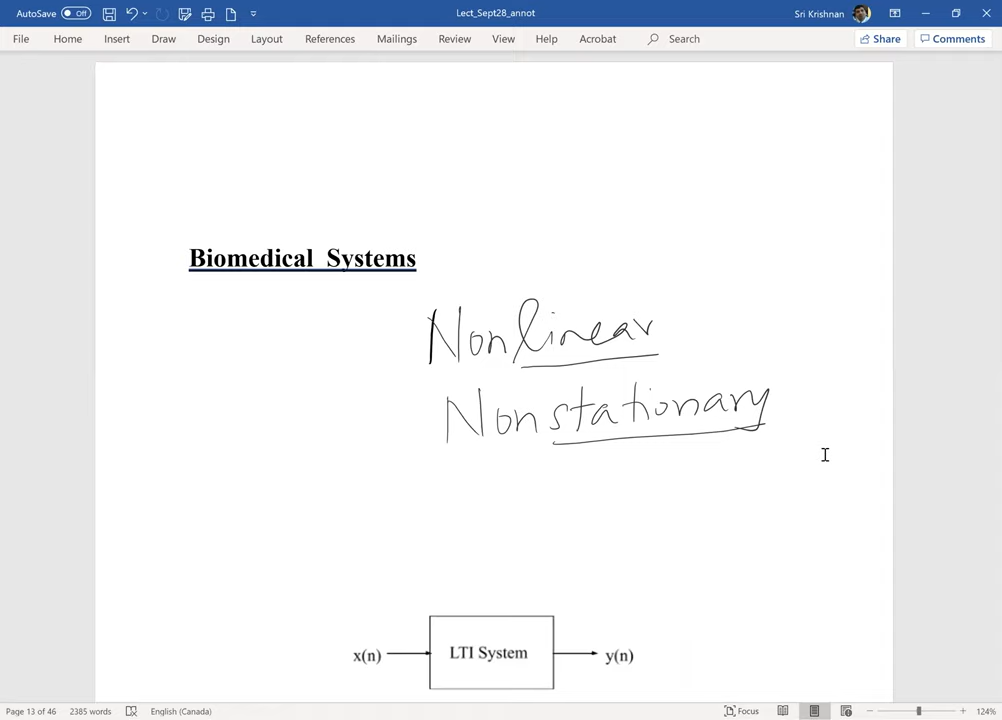 AutoSave Off Lect_Sept28_annot Sri Krishnan
File Home Insert Draw Design Layout References Mailings Review View Help Acrobat Search Share Comments
Biomedical Systems
Nonlinear
Nonstationary
x(n) LTI System y(n)
Page 13 of 46 2385 words English (Canada) Focus 124%